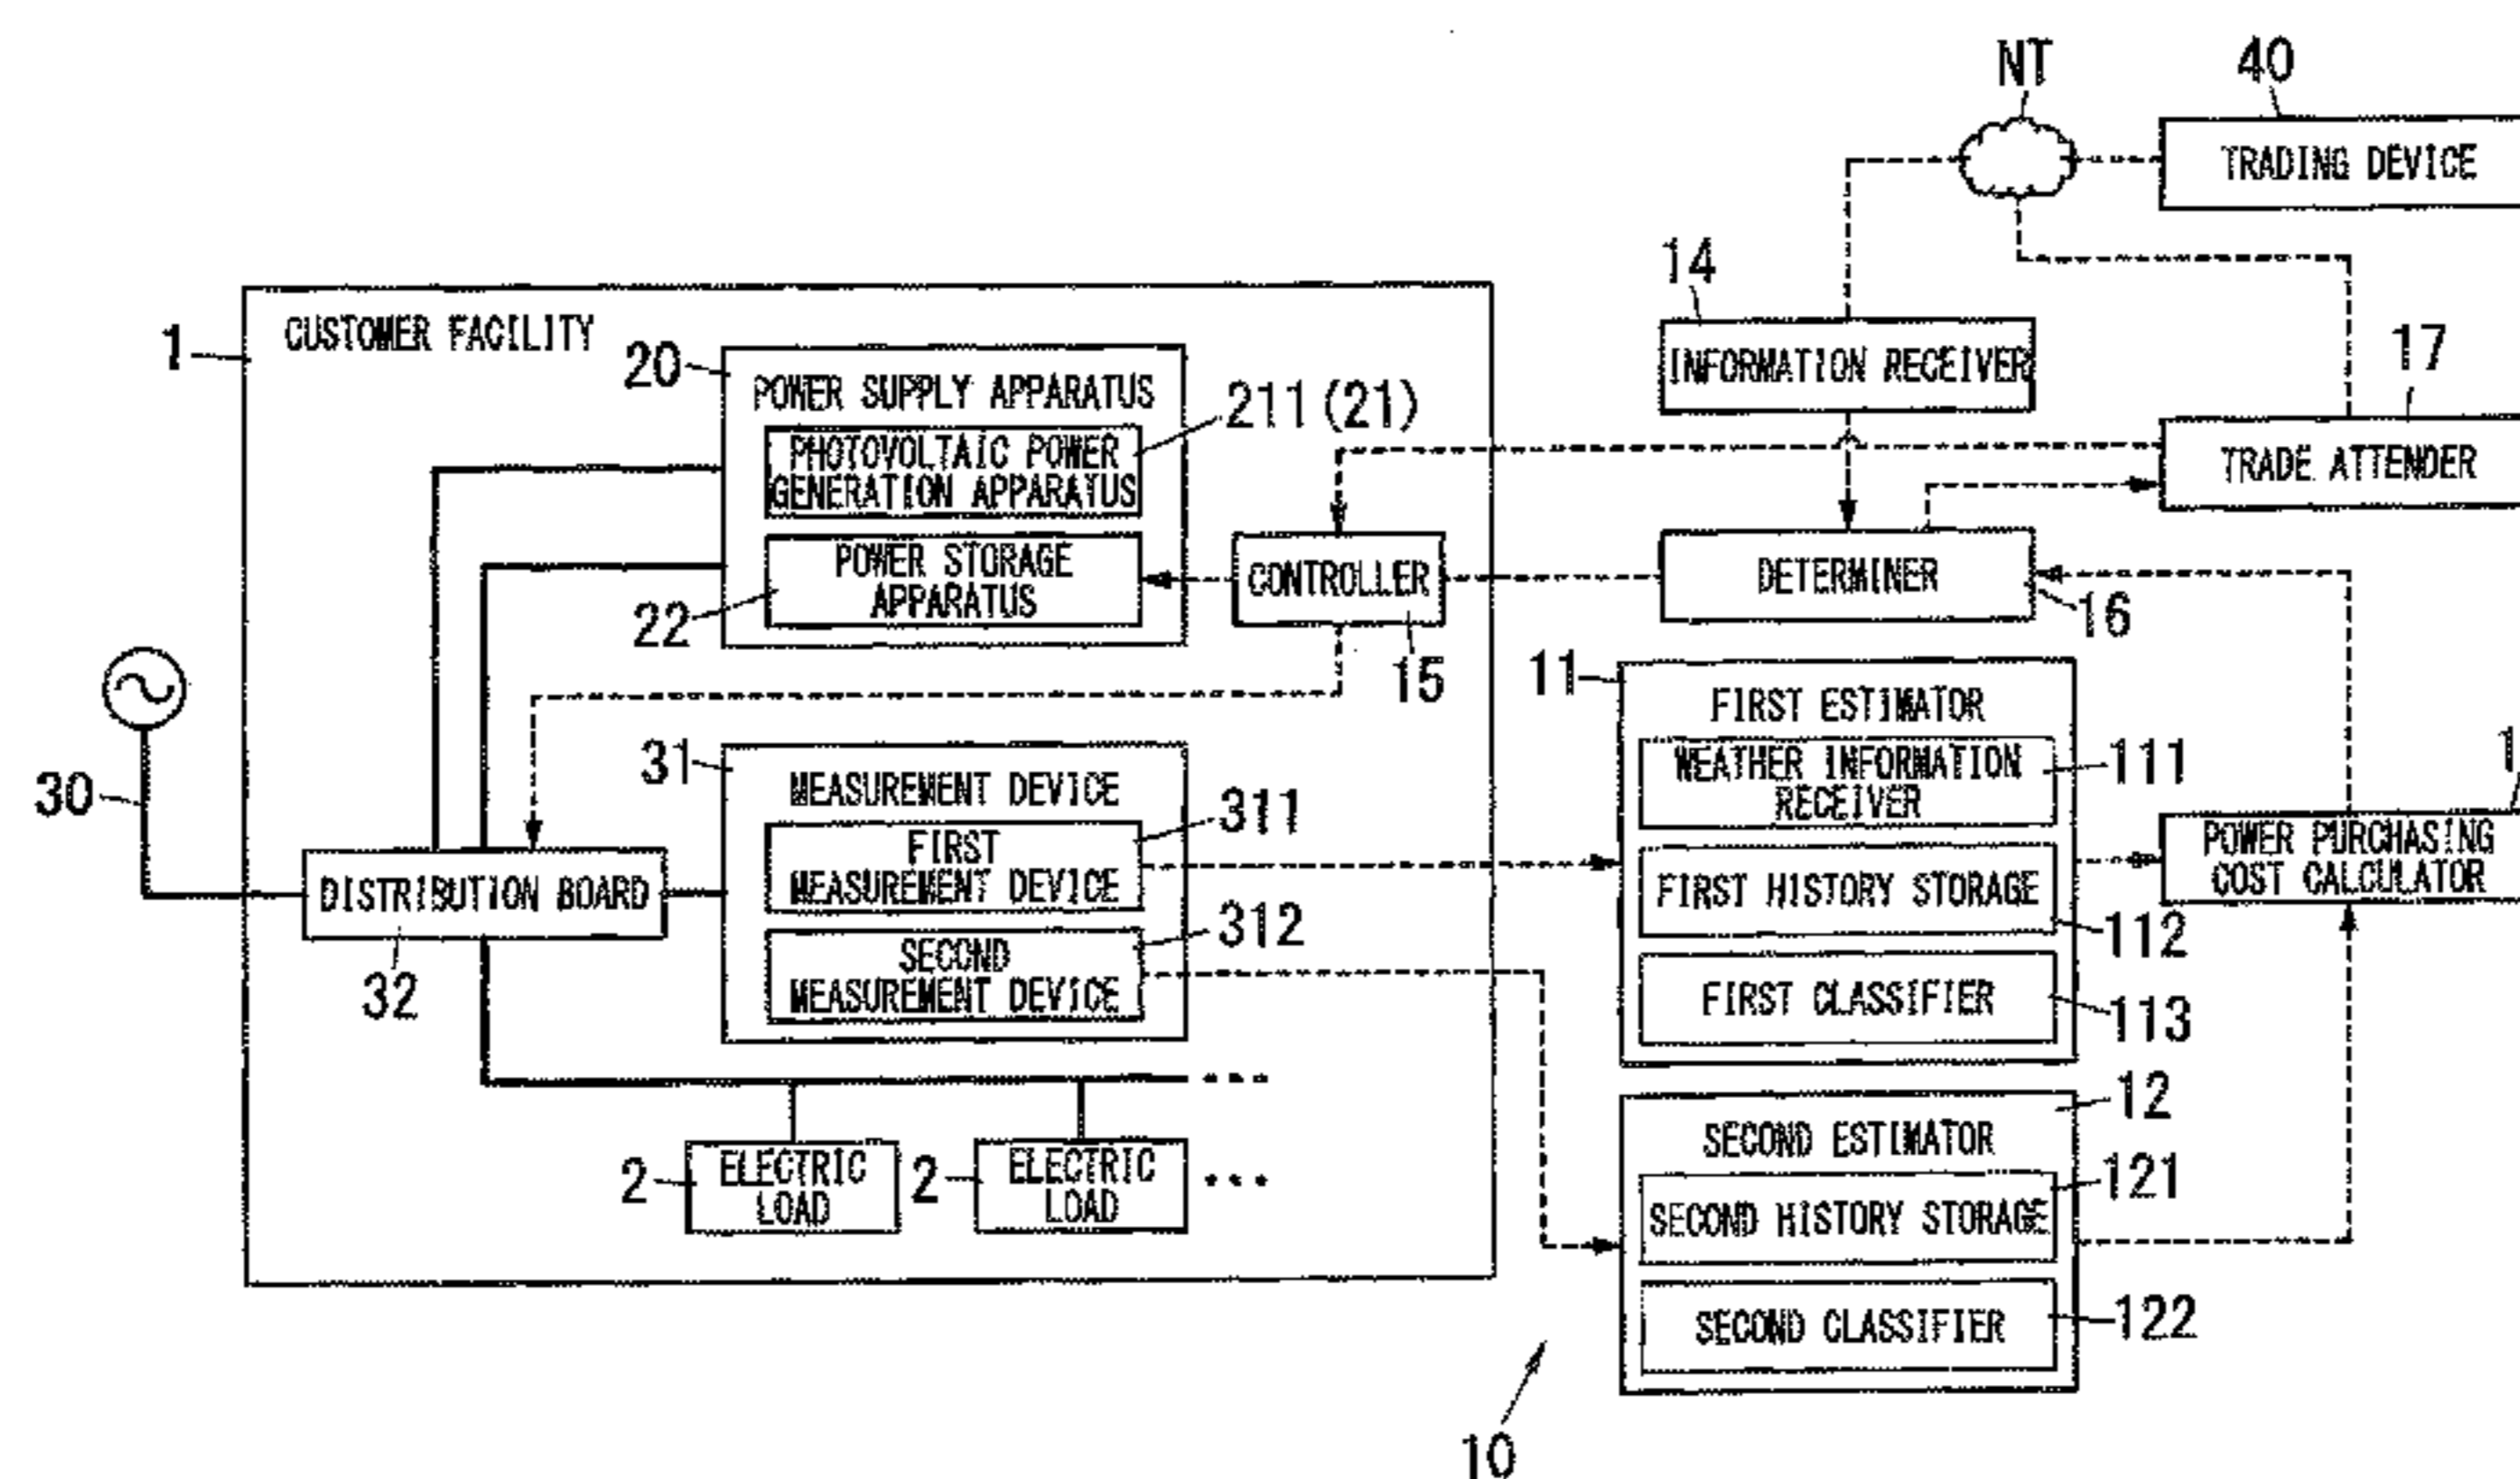 NT
40
TRADING DEVICE
14
INFORMATION RECEIVER
17
TRADE ATTENDER
1
CUSTOMER FACILITY
20
POWER SUPPLY APPARATUS
211 (21)
PHOTOVOLTAIC POWER
GENERATION APPARATUS
POWER STORAGE
APPARATUS
22
CONTROLLER
15
DETERMINER
16
30
31
MEASUREMENT DEVICE
311
FIRST
MEASUREMENT DEVICE
312
SECOND
MEASUREMENT DEVICE
DISTRIBUTION BOARD
32
2
ELECTRIC
LOAD
2
ELECTRIC
LOAD
...
...
11
FIRST ESTIMATOR
WEATHER INFORMATION
RECEIVER
111
FIRST HISTORY STORAGE
112
FIRST CLASSIFIER
113
1
POWER PURCHASING
COST CALCULATOR
12
SECOND ESTIMATOR
121
SECOND HISTORY STORAGE
SECOND CLASSIFIER
122
10